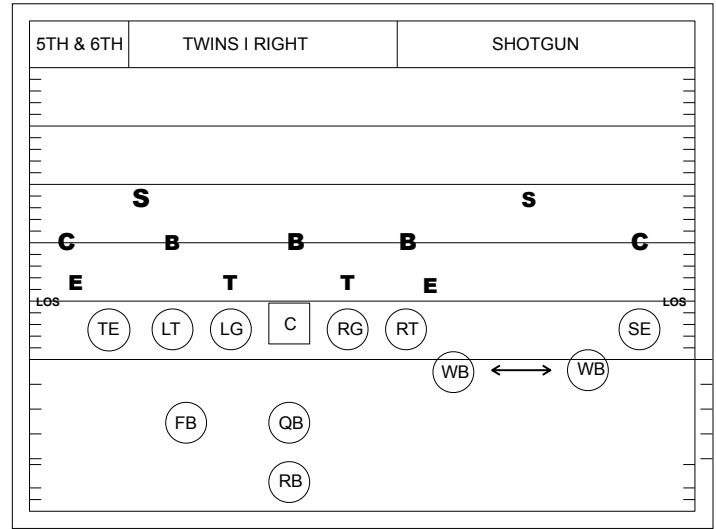 5TH & 6TH TWINS I RIGHT SHOTGUN
S S
C B B B C
E T T E
LOS LOS
TE LT LG C RG RT SE
WB WB
FB QB
RB